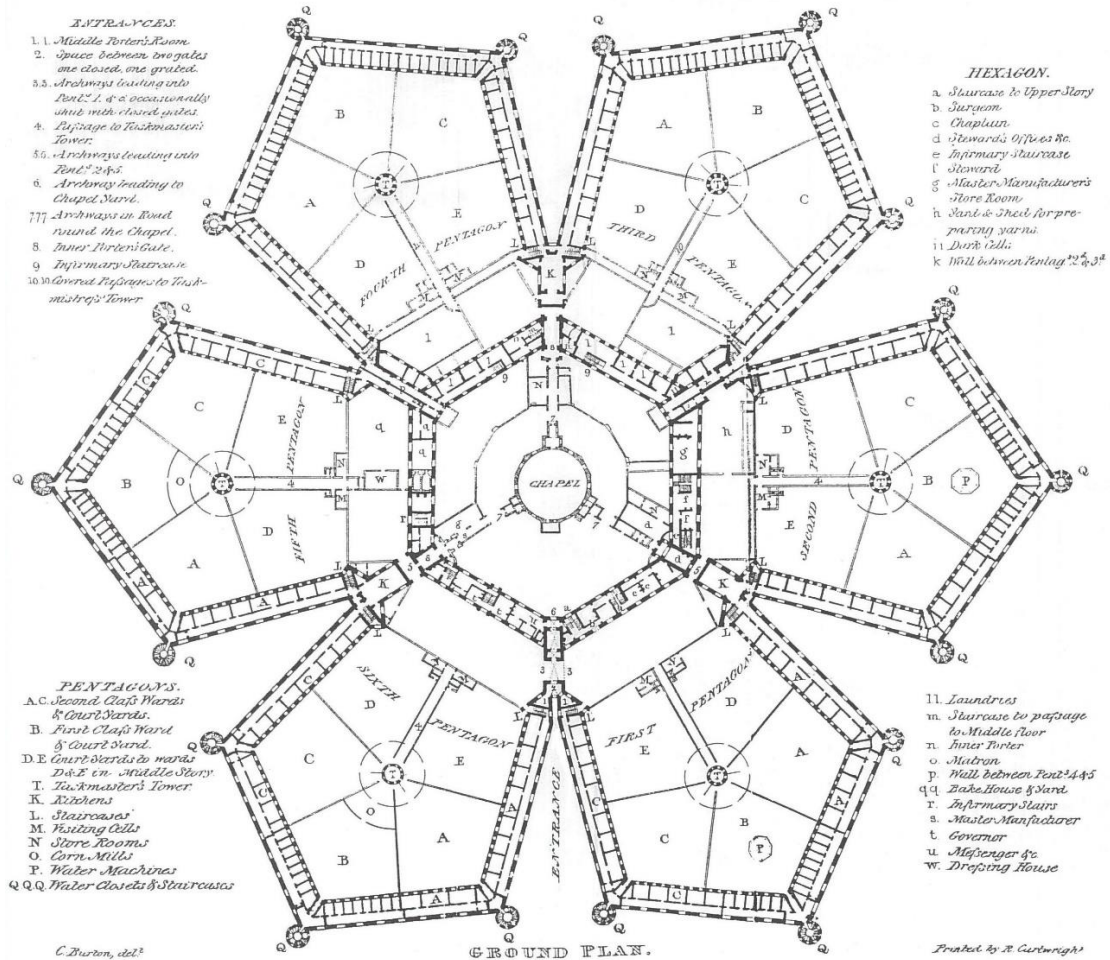 ENTRANCES.
1.1. Middle Porter's Room
2. Space between two gates
one closed, one grated.
3.3. Archways leading into
Pent.s 1. & 6 occasionally
shut with closed gates.
4. Paſsage to Taskmaster's
Tower.
5.5. Archways leading into
Pent.s 2 & 5.
6. Archway leading to
Chapel Yard.
777 Archways in Road
round the Chapel.
8. Inner Porter's Gate.
9 Infirmary Staircase
10.10 Covered Paſsages to Task-
mistreſs Tower
HEXAGON.
a Staircase to Upper Story
b. Surgeon
c Chaplain
d Steward's Offices &c.
e Infirmary Staircase
f Steward
g Master Manufacturer's
Store Room
h Yard & Shed for pre-
paring yarns.
ii Dark Cells
k Wall between Pentag.s 2d & 3d
FOURTH PENTAGON
THIRD PENTAGON
FIFTH PENTAGON
CHAPEL
SECOND PENTAGON
SIXTH PENTAGON
FIRST PENTAGON
ENTRANCE
PENTAGONS.
A.C. Second Claſs Wards
& Court Yards.
B. First Claſs Ward
& Court Yard.
D.E Court Yards to wards
D & E in Middle Story
T. Taskmaster's Tower
K Kitchens
L. Staircases
M. Visiting Cells
N Store Rooms
O. Corn Mills
P. Water Machines
QQQ. Water Closets & Staircases
ll. Laundries
m Staircase to paſsage
to Middle floor
n. Inner Porter
o. Matron
p. Wall between Pent.s 4 & 5
qq Bake House & Yard
r. Infirmary Stairs
s. Master Manfacturer
t Governor
u Meſsenger &c
w. Dreſsing House
C. Burton, del.t
GROUND PLAN.
Printed by R. Cartwright